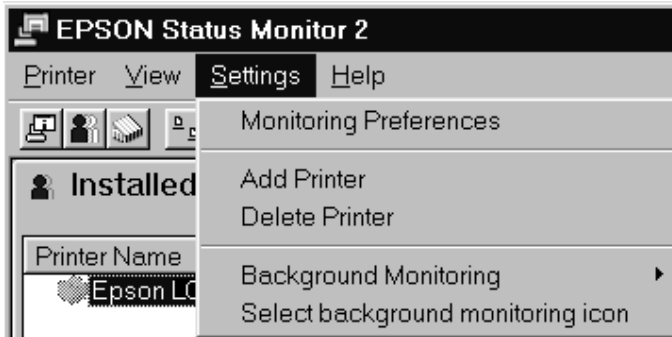 EPSON Status Monitor 2
Printer View Settings Help
Monitoring Preferences
Installed
Add Printer
Delete Printer
Printer Name
Background Monitoring
Epson
Select background monitoring icon